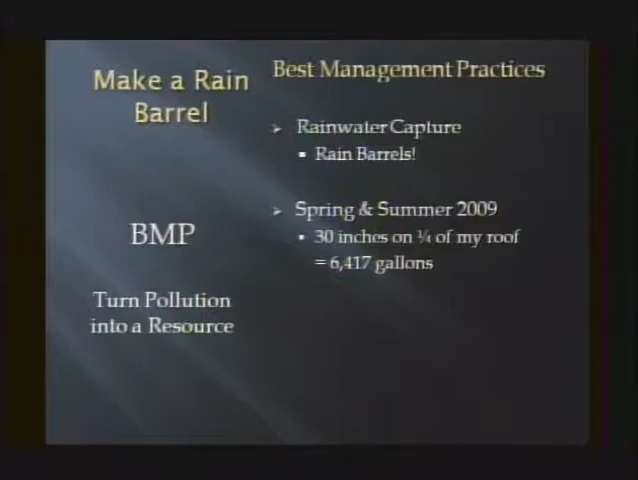 Make a Rain
Barrel
BMP
Turn Pollution
into a Resource
Best Management Practices
Rainwater Capture
Rain Barrels!
Spring & Summer 2009
30 inches on ¼ of my roof
= 6,417 gallons